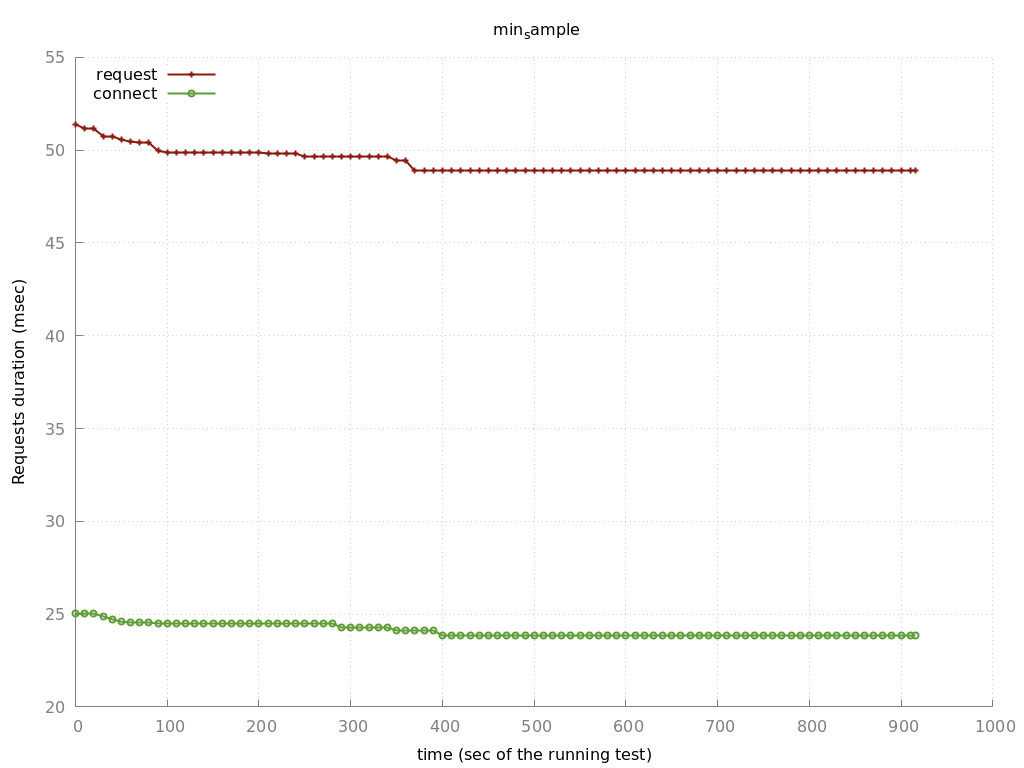 min_sample
55
request
connect
50
45
40
35
30
25
20
0 100 200 300 400 500 600 700 800 900 1000
Requests duration (msec)
time (sec of the running test)